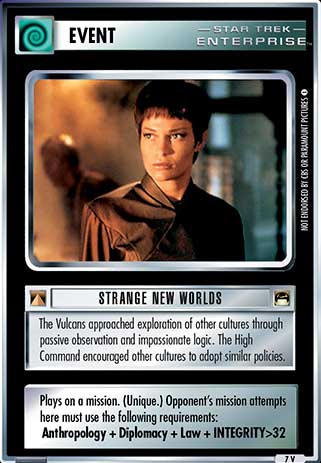 EVENT
STAR TREK
ENTERPRISE™
NOT ENDORSED BY CBS OR PARAMOUNT PICTURES
STRANGE NEW WORLDS
The Vulcans approached exploration of other cultures through
passive observation and impassionate logic. The High
Command encouraged other cultures to adopt similar policies.
Plays on a mission. (Unique.) Opponent's mission attempts
here must use the following requirements:
Anthropology + Diplomacy + Law + INTEGRITY>32
7 V